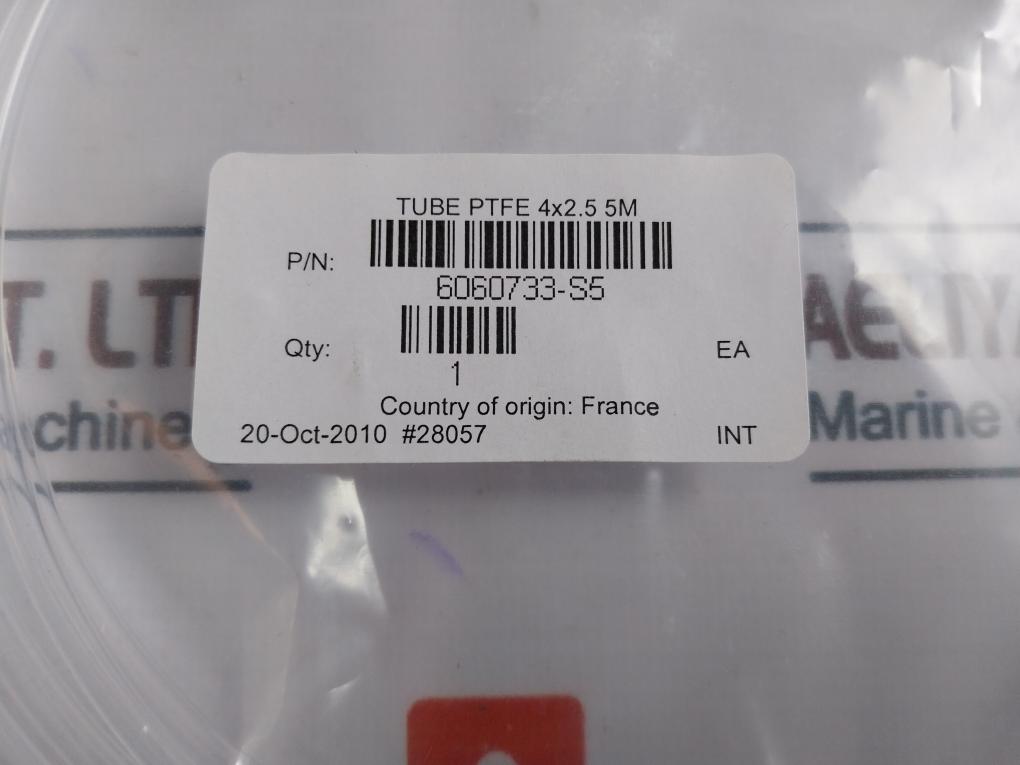 TUBE PTFE 4x2.5 5M
P/N:
6060733-S5
Qty:
1
EA
Country of origin: France
20-Oct-2010 #28057
INT
T. LT
chine
Marine